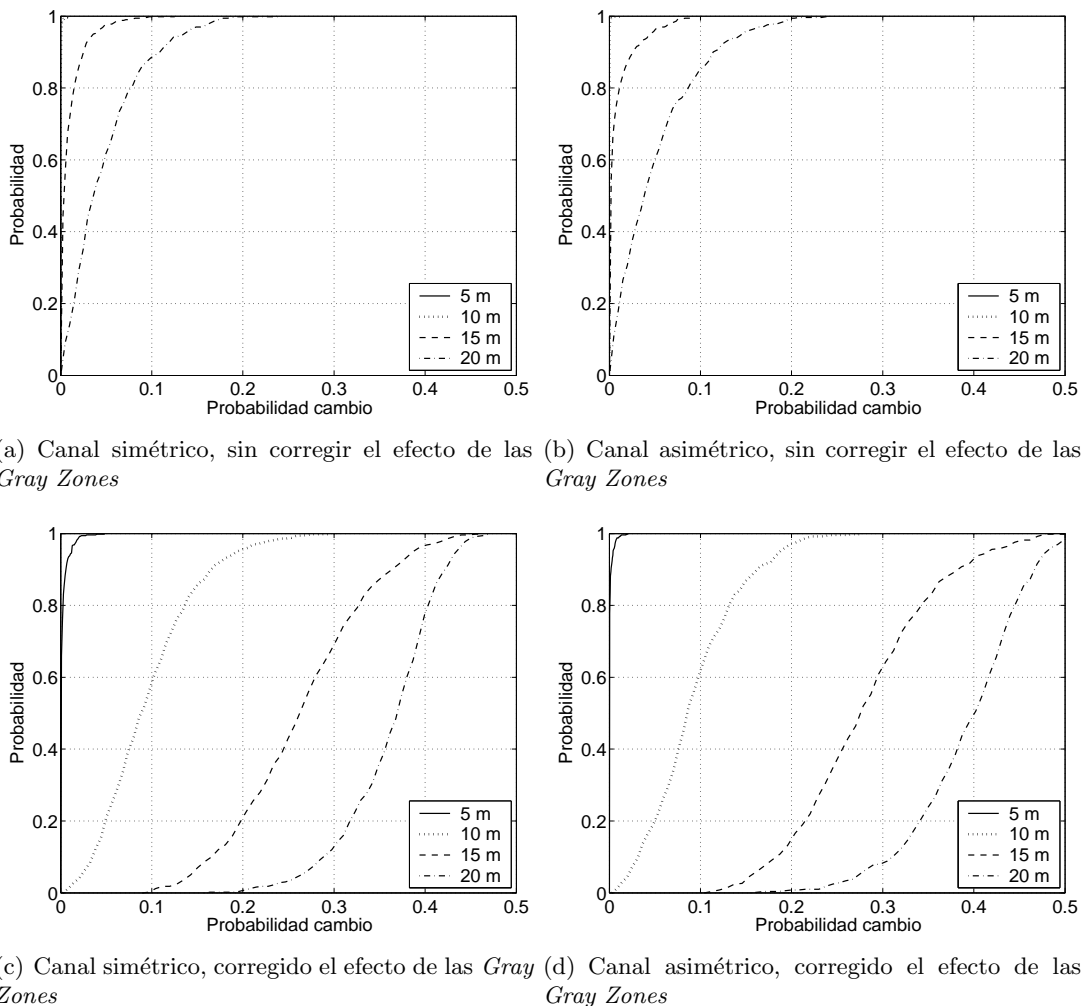 1
0.8
0.6
0.4
0.2
0
Probabilidad
0 0.1 0.2 0.3 0.4 0.5
Probabilidad cambio
5 m
10 m
15 m
20 m
1
0.8
0.6
0.4
0.2
0
Probabilidad
0 0.1 0.2 0.3 0.4 0.5
Probabilidad cambio
5 m
10 m
15 m
20 m
(a) Canal simétrico, sin corregir el efecto de las
Gray Zones
(b) Canal asimétrico, sin corregir el efecto de las
Gray Zones
1
0.8
0.6
0.4
0.2
0
Probabilidad
0 0.1 0.2 0.3 0.4 0.5
Probabilidad cambio
5 m
10 m
15 m
20 m
1
0.8
0.6
0.4
0.2
0
Probabilidad
0 0.1 0.2 0.3 0.4 0.5
Probabilidad cambio
5 m
10 m
15 m
20 m
(c) Canal simétrico, corregido el efecto de las Gray
Zones
(d) Canal asimétrico, corregido el efecto de las
Gray Zones